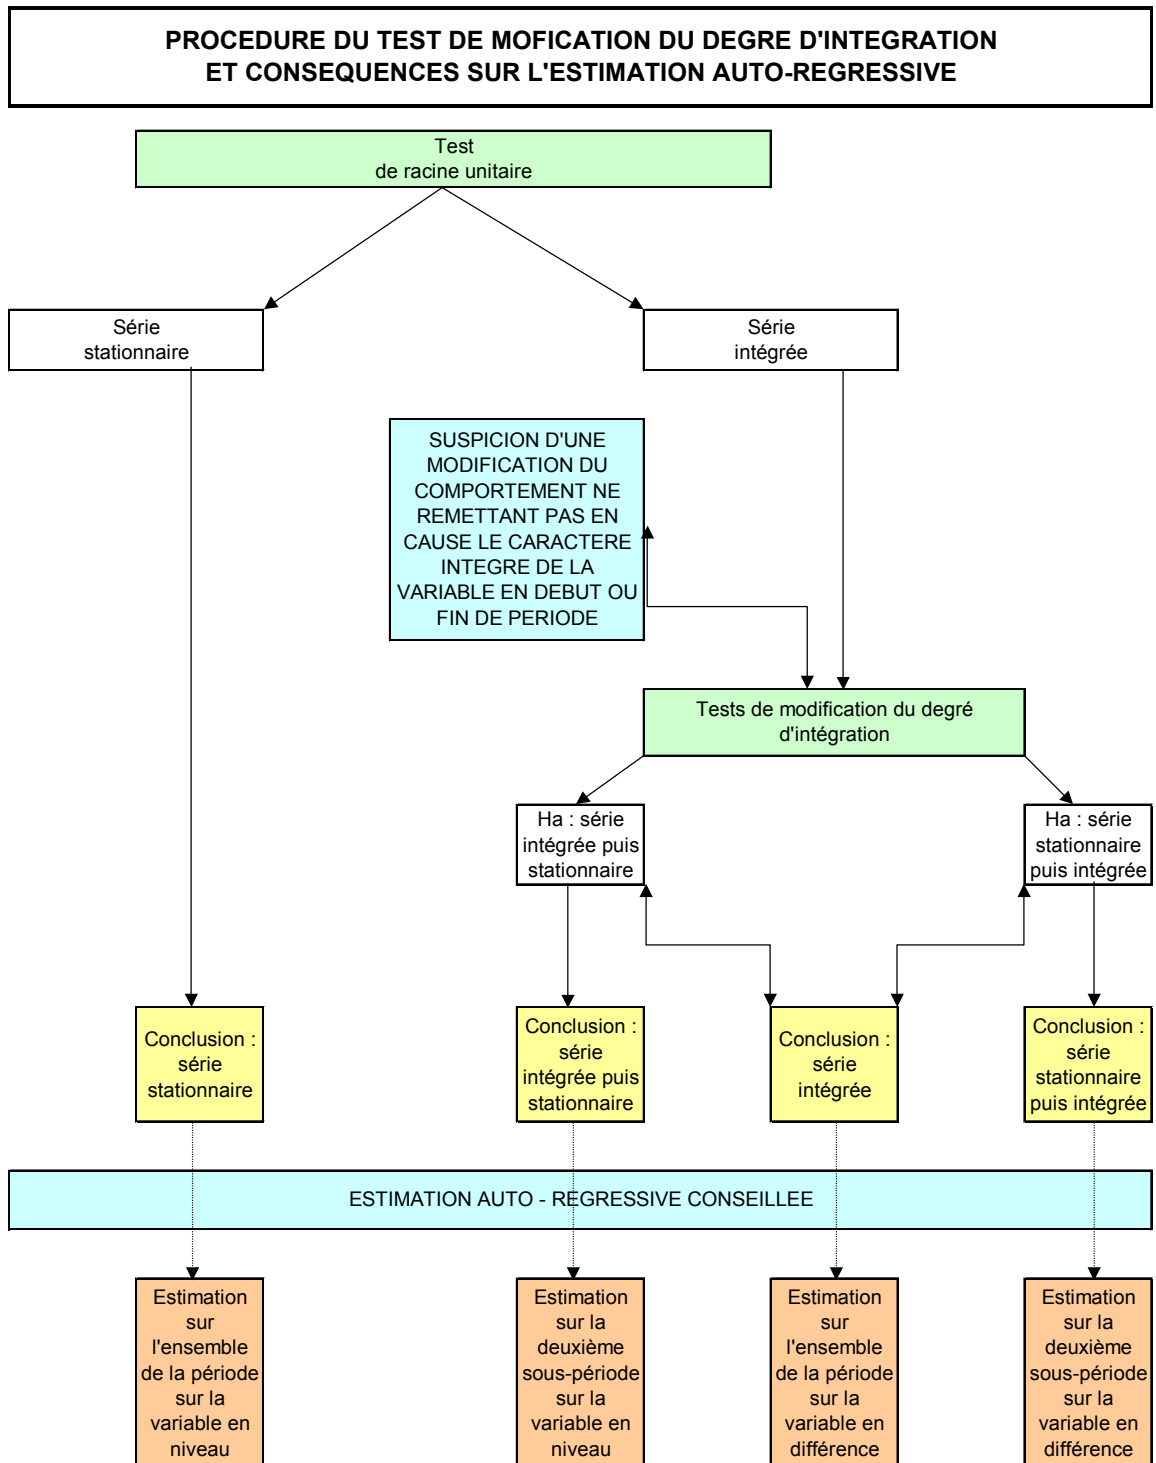 PROCEDURE DU TEST DE MOFICATION DU DEGRE D'INTEGRATION
ET CONSEQUENCES SUR L'ESTIMATION AUTO-REGRESSIVE
Test
de racine unitaire
Série
stationnaire
Série
intégrée
SUSPICION D'UNE
MODIFICATION DU
COMPORTEMENT NE
REMETTANT PAS EN
CAUSE LE CARACTERE
INTEGRE DE LA
VARIABLE EN DEBUT OU
FIN DE PERIODE
Tests de modification du degré
d'intégration
Ha : série
intégrée puis
stationnaire
Ha : série
stationnaire
puis intégrée
Conclusion :
série
stationnaire
Conclusion :
série
intégrée puis
stationnaire
Conclusion :
série
intégrée
Conclusion :
série
stationnaire
puis intégrée
ESTIMATION AUTO - REGRESSIVE CONSEILLEE
Estimation
sur
l'ensemble
de la période
sur la
variable en
niveau
Estimation
sur la
deuxième
sous-période
sur la
variable en
niveau
Estimation
sur
l'ensemble
de la période
sur la
variable en
différence
Estimation
sur la
deuxième
sous-période
sur la
variable en
différence